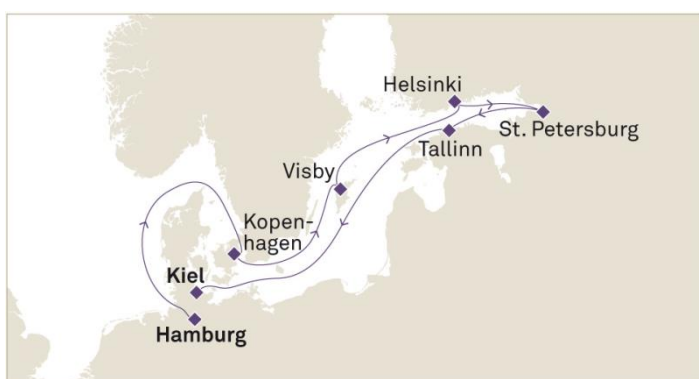 Helsinki
St. Petersburg
Tallinn
Visby
Kopen-
hagen
Kiel
Hamburg